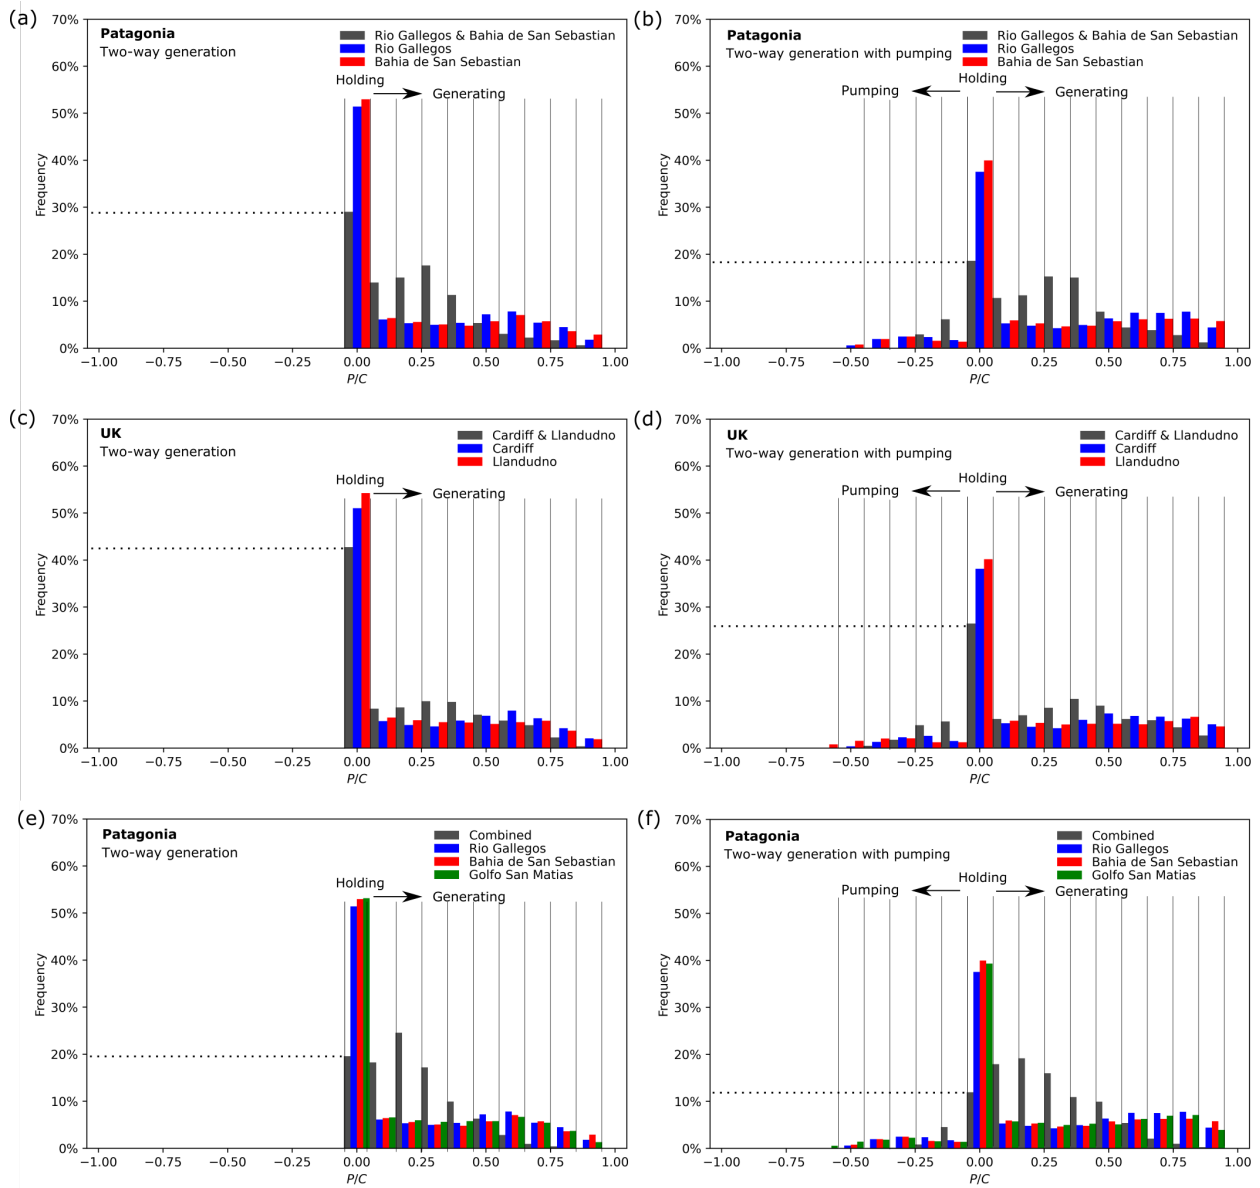 (a)
Patagonia
Two-way generation
Rio Gallegos & Bahia de San Sebastian
Rio Gallegos
Bahia de San Sebastian
Holding
Generating
70%
60%
50%
40%
30%
20%
10%
0%
Frequency
−1.00 −0.75 −0.50 −0.25 0.00 0.25 0.50 0.75 1.00
P/C
(b)
Patagonia
Two-way generation with pumping
Rio Gallegos & Bahia de San Sebastian
Rio Gallegos
Bahia de San Sebastian
Holding
Pumping
Generating
70%
60%
50%
40%
30%
20%
10%
0%
Frequency
−1.00 −0.75 −0.50 −0.25 0.00 0.25 0.50 0.75 1.00
P/C
(c)
UK
Two-way generation
Cardiff & Llandudno
Cardiff
Llandudno
Holding
Generating
70%
60%
50%
40%
30%
20%
10%
0%
Frequency
−1.00 −0.75 −0.50 −0.25 0.00 0.25 0.50 0.75 1.00
P/C
(d)
UK
Two-way generation with pumping
Cardiff & Llandudno
Cardiff
Llandudno
Holding
Pumping
Generating
70%
60%
50%
40%
30%
20%
10%
0%
Frequency
−1.00 −0.75 −0.50 −0.25 0.00 0.25 0.50 0.75 1.00
P/C
(e)
Patagonia
Two-way generation
Combined
Rio Gallegos
Bahia de San Sebastian
Golfo San Matias
Holding
Generating
70%
60%
50%
40%
30%
20%
10%
0%
Frequency
−1.00 −0.75 −0.50 −0.25 0.00 0.25 0.50 0.75 1.00
P/C
(f)
Patagonia
Two-way generation with pumping
Combined
Rio Gallegos
Bahia de San Sebastian
Golfo San Matias
Holding
Pumping
Generating
70%
60%
50%
40%
30%
20%
10%
0%
Frequency
−1.00 −0.75 −0.50 −0.25 0.00 0.25 0.50 0.75 1.00
P/C